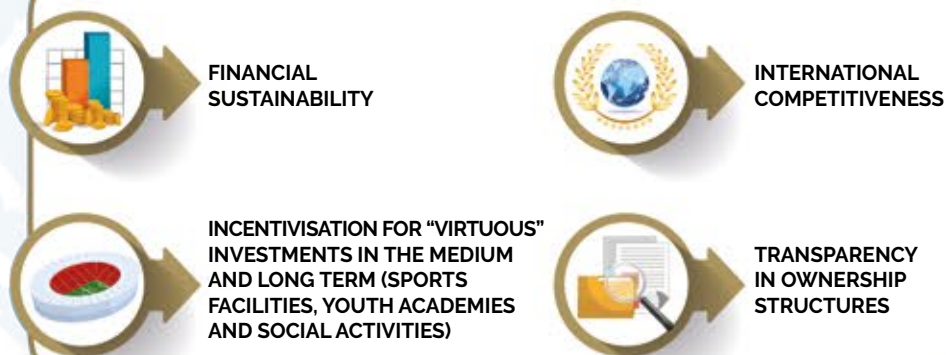 FINANCIAL
SUSTAINABILITY
INTERNATIONAL
COMPETITIVENESS
INCENTIVISATION FOR “VIRTUOUS”
INVESTMENTS IN THE MEDIUM
AND LONG TERM (SPORTS
FACILITIES, YOUTH ACADEMIES
AND SOCIAL ACTIVITIES)
TRANSPARENCY
IN OWNERSHIP
STRUCTURES